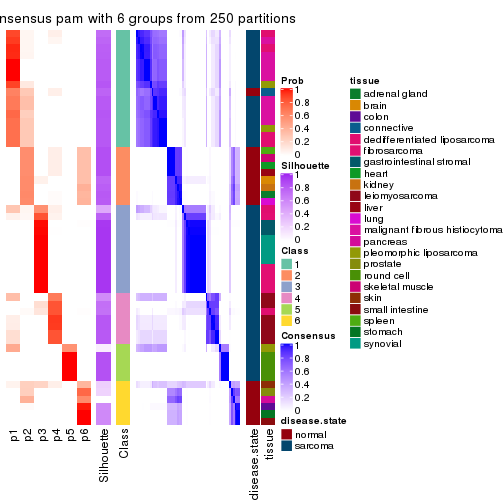 nsensus pam with 6 groups from 250 partitions
p1
p2
p3
p4
p5
p6
Silhouette
Class
disease.state
tissue
Prob
1
0.8
0.6
0.4
0.2
0
Silhouette
1
0.8
0.6
0.4
0.2
0
Class
1
2
3
4
5
6
Consensus
1
0.8
0.6
0.4
0.2
0
disease.state
normal
sarcoma
tissue
adrenal gland
brain
colon
connective
dedifferentiated liposarcoma
fibrosarcoma
gastrointestinal stromal
heart
kidney
leiomyosarcoma
liver
lung
malignant fibrous histiocytoma
pancreas
pleomorphic liposarcoma
prostate
round cell
skeletal muscle
skin
small intestine
spleen
stomach
synovial